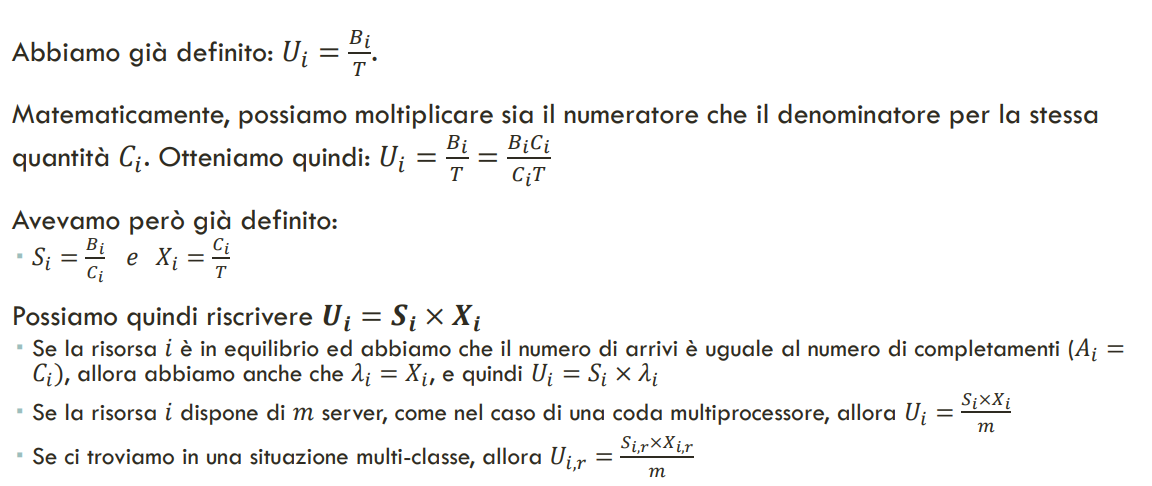 Abbiamo già definito: $U_i = \frac{B_i}{T}$.
Matematicamente, possiamo moltiplicare sia il numeratore che il denominatore per la stessa
quantità $C_i$. Otteniamo quindi: $U_i = \frac{B_i}{T} = \frac{B_i C_i}{C_i T}$
Avevamo però già definito:
▪ $S_i = \frac{B_i}{C_i}$ e $X_i = \frac{C_i}{T}$
Possiamo quindi riscrivere $\boldsymbol{U_i = S_i \times X_i}$
▪ Se la risorsa $i$ è in equilibrio ed abbiamo che il numero di arrivi è uguale al numero di completamenti ($A_i =$
$C_i$), allora abbiamo anche che $\lambda_i = X_i$, e quindi $U_i = S_i \times \lambda_i$
▪ Se la risorsa $i$ dispone di $m$ server, come nel caso di una coda multiprocessore, allora $U_i = \frac{S_i \times X_i}{m}$
▪ Se ci troviamo in una situazione multi-classe, allora $U_{i,r} = \frac{S_{i,r} \times X_{i,r}}{m}$